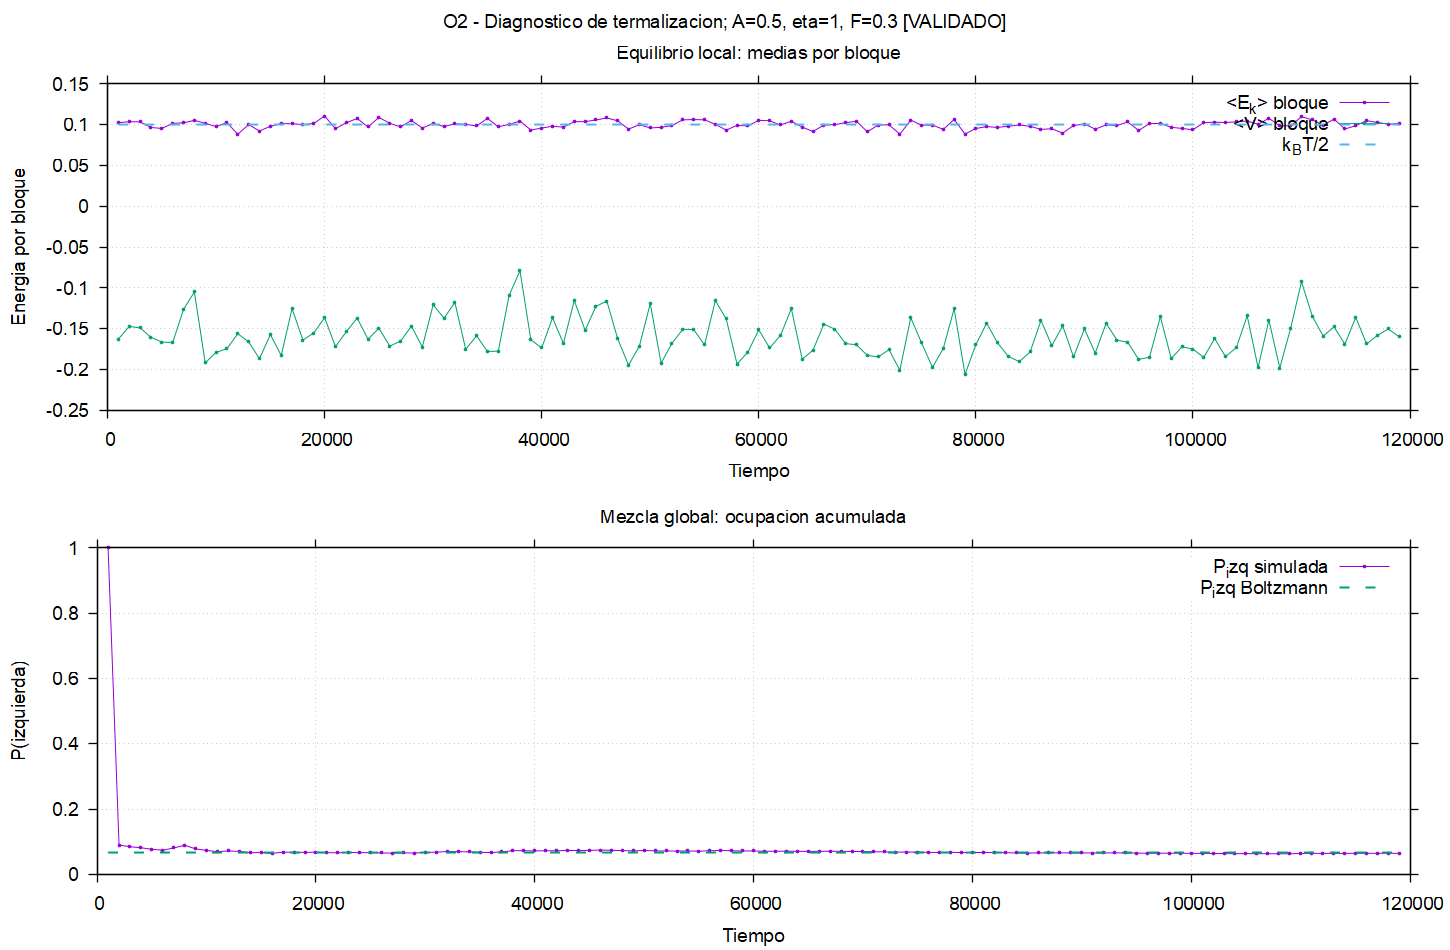 O2 - Diagnostico de termalizacion; A=0.5, eta=1, F=0.3 [VALIDADO]
Equilibrio local: medias por bloque
0.15
0.1
0.05
0
-0.05
-0.1
-0.15
-0.2
-0.25
Energia por bloque
<Ek> bloque
<V> bloque
kBT/2
0 20000 40000 60000 80000 100000 120000
Tiempo
Mezcla global: ocupacion acumulada
1
0.8
0.6
0.4
0.2
0
P(izquierda)
Pizq simulada
Pizq Boltzmann
0 20000 40000 60000 80000 100000 120000
Tiempo